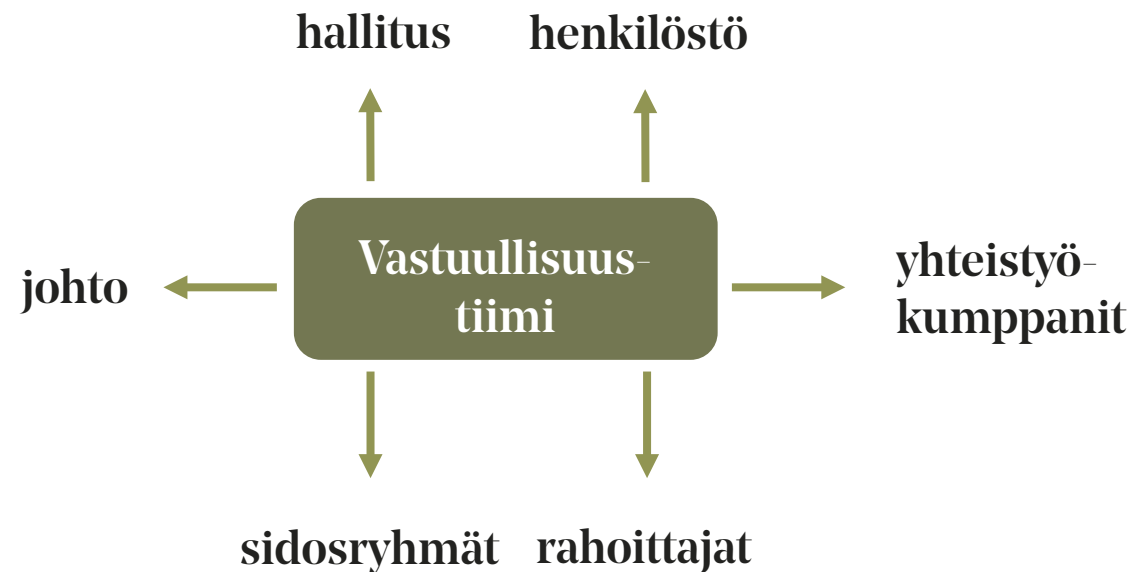 hallitus
henkilöstö
Vastuullisuus-
tiimi
johto
yhteistyö-
kumppanit
sidosryhmät
rahoittajat